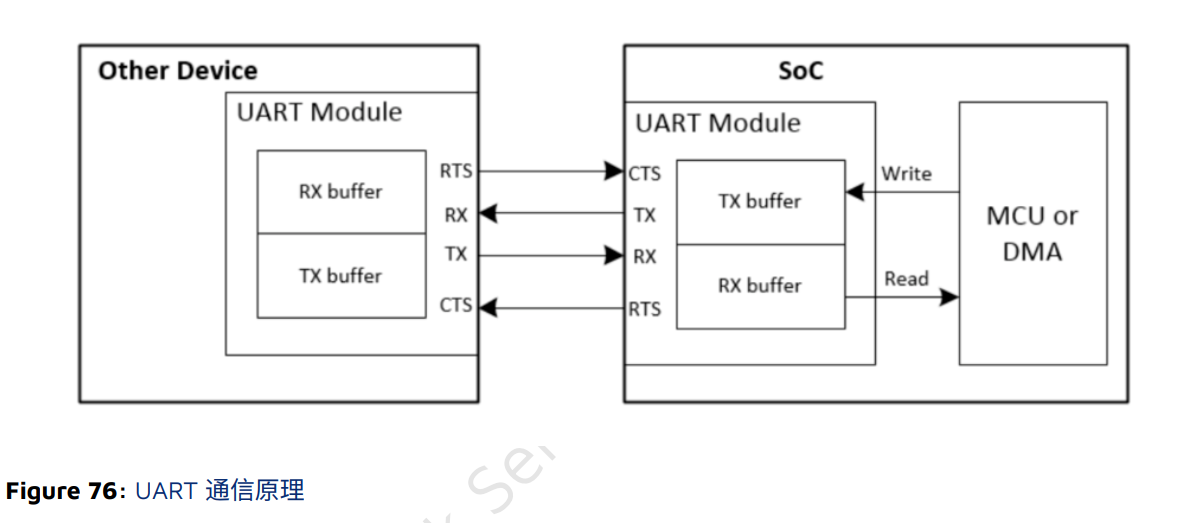 Other Device
SoC
UART Module
UART Module
RX buffer
TX buffer
RTS
RX
TX
CTS
CTS
TX
RX
RTS
TX buffer
RX buffer
Write
Read
MCU or
DMA
Figure 76: UART 通信原理